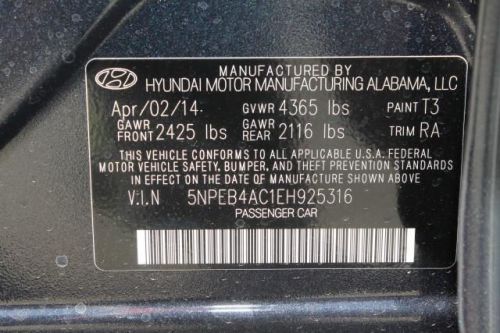 MANUFACTURED BY
HYUNDAI MOTOR MANUFACTURING ALABAMA, LLC
Apr/02/14 GVWR 4365 lbs PAINT T3
GAWR FRONT 2425 lbs GAWR REAR 2116 lbs TRIM RA
THIS VEHICLE CONFORMS TO ALL APPLICABLE U.S.A. FEDERAL
MOTOR VEHICLE SAFETY, BUMPER, AND THEFT PREVENTION STANDARDS
IN EFFECT ON THE DATE OF MANUFACTURE SHOWN ABOVE
V.I.N 5NPEB4AC1EH925316
PASSENGER CAR